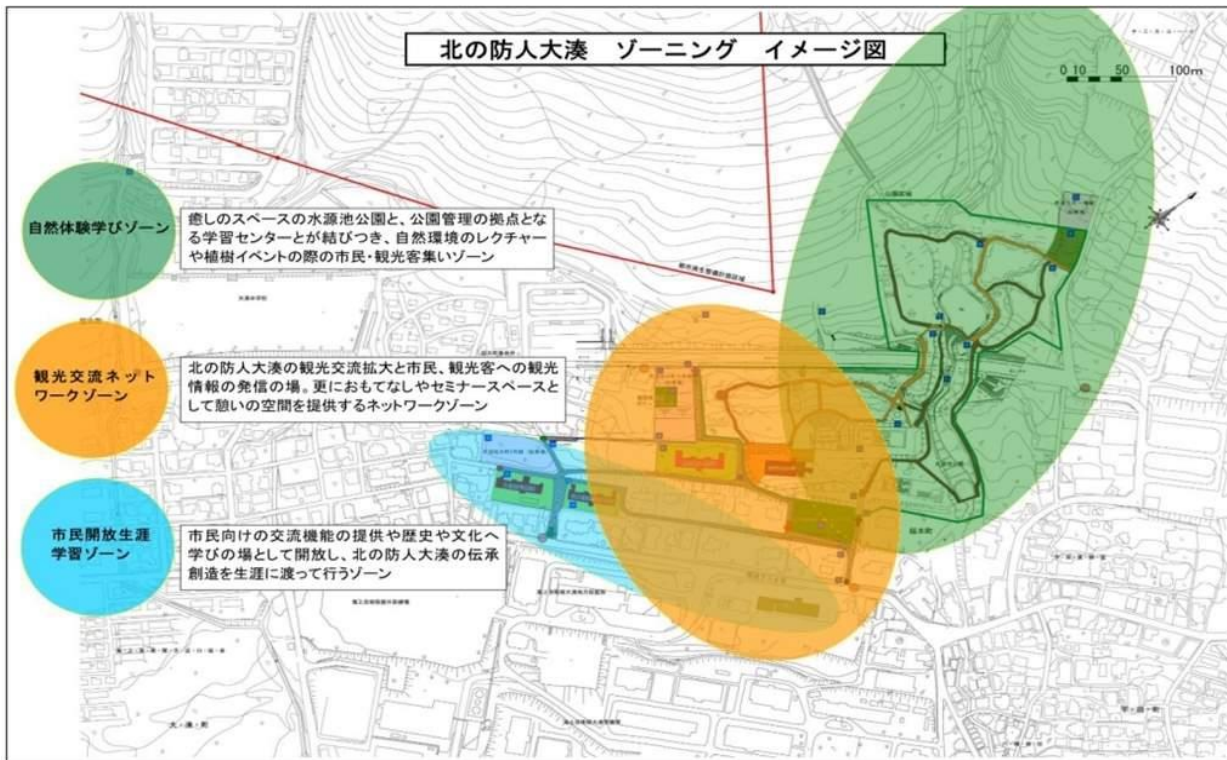 北の防人大湊　ゾーニング　イメージ図
0 10 50 100m
自然体験学びゾーン
癒しのスペースの水源池公園と、公園管理の拠点とな
る学習センターとが結びつき、自然環境のレクチャー
や植樹イベントの際の市民・観光客集いゾーン
観光交流ネット
ワークゾーン
北の防人大湊の観光交流拡大と市民、観光客への観光
情報の発信の場。更におもてなしやセミナースペースと
して憩いの空間を提供するネットワークゾーン
市民開放生涯
学習ゾーン
市民向けの交流機能の提供や歴史や文化へ
学びの場として開放し、北の防人大湊の伝承
創造を生涯に渡って行うゾーン
大・湊・町
宇・田・町